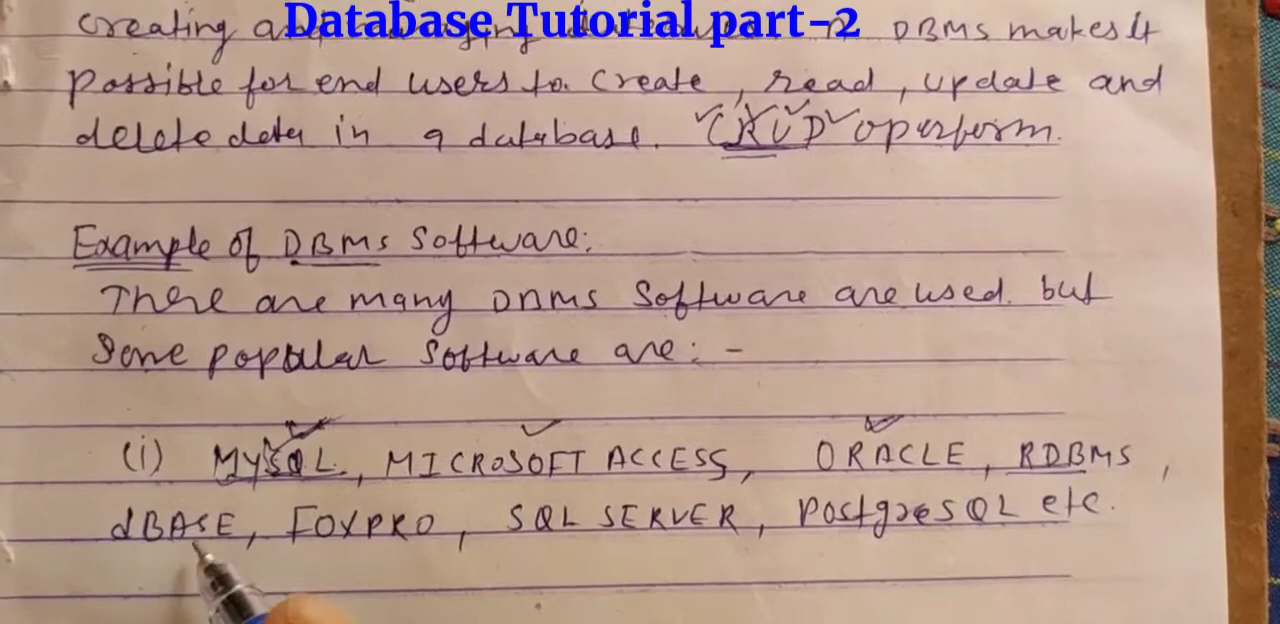 Database Tutorial part-2
creating DBMS makes it
possible for end users to create, read, update and
delete data in a database. CRUD operform.
Example of DBMS Software:
There are many DBMS Software are used. but
Some popular Software are: -
(i) MYSQL, MICROSOFT ACCESS, ORACLE, RDBMS,
dBASE, FOXPRO, SQL SERVER, PostgreSQL etc.